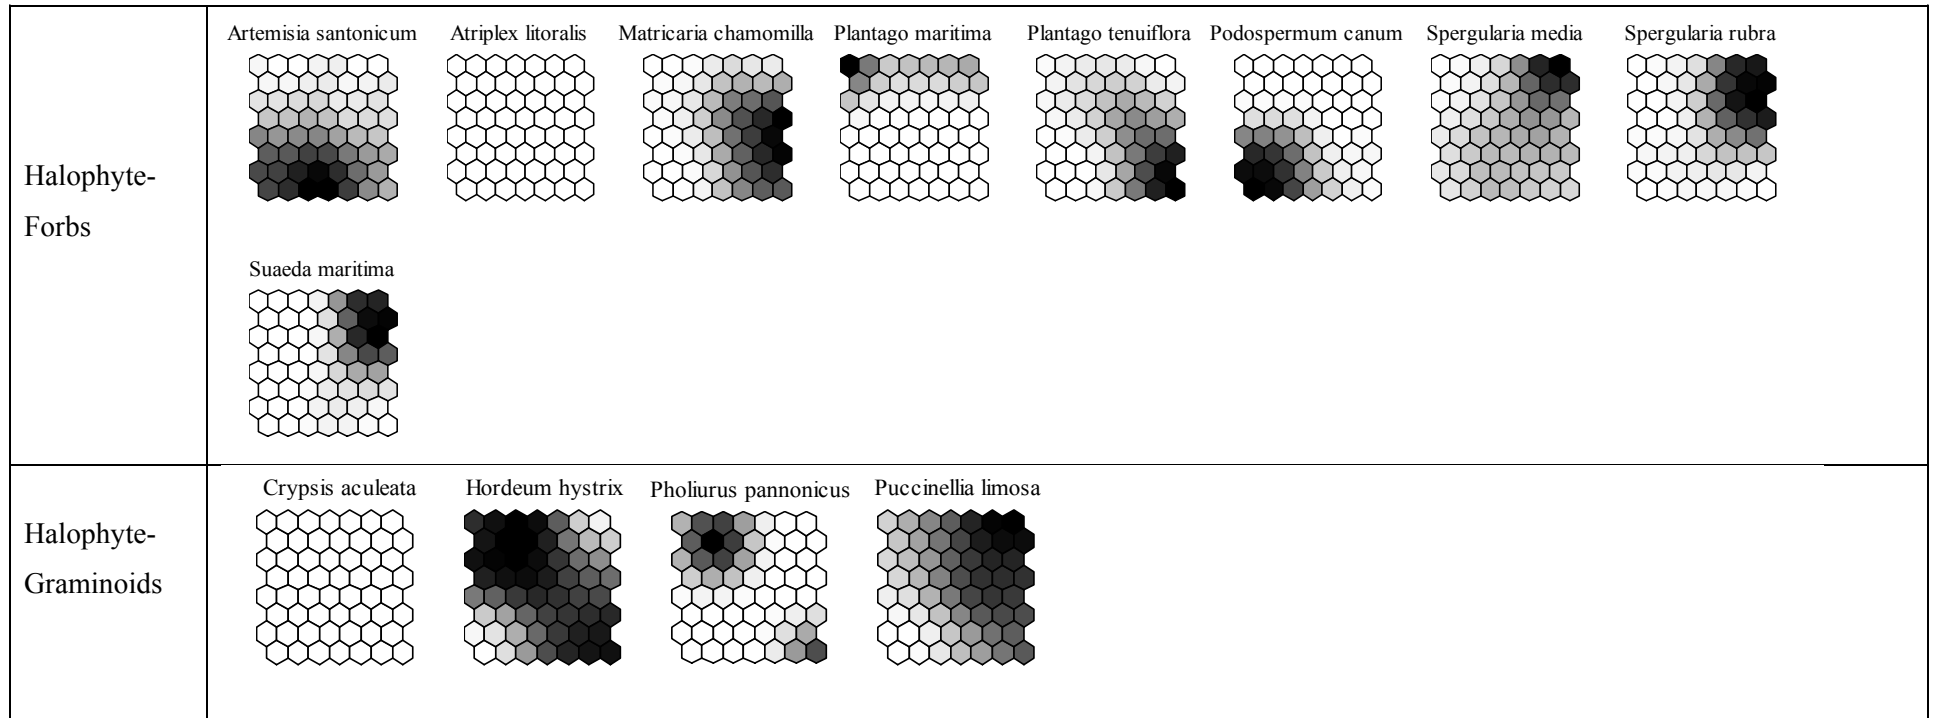 Halophyte-
Forbs
Artemisia santonicum
Atriplex litoralis
Matricaria chamomilla
Plantago maritima
Plantago tenuiflora
Podospermum canum
Spergularia media
Spergularia rubra
Suaeda maritima
Halophyte-
Graminoids
Crypsis aculeata
Hordeum hystrix
Pholiurus pannonicus
Puccinellia limosa